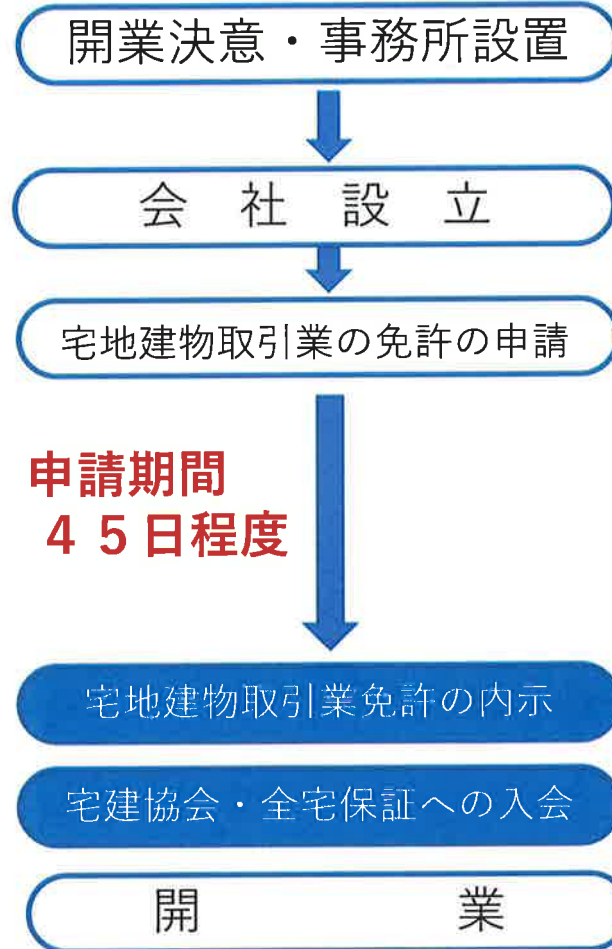 開業決意・事務所設置
会社設立
宅地建物取引業の免許の申請
申請期間
４５日程度
宅地建物取引業免許の内示
宅建協会・全宅保証への入会
開業